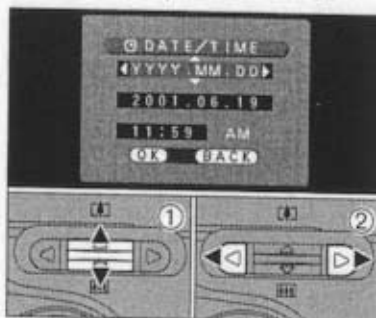 DATE/TIME
YYYY.MM.DD
2001.06.19
11:59 AM
OK BACK
① ②